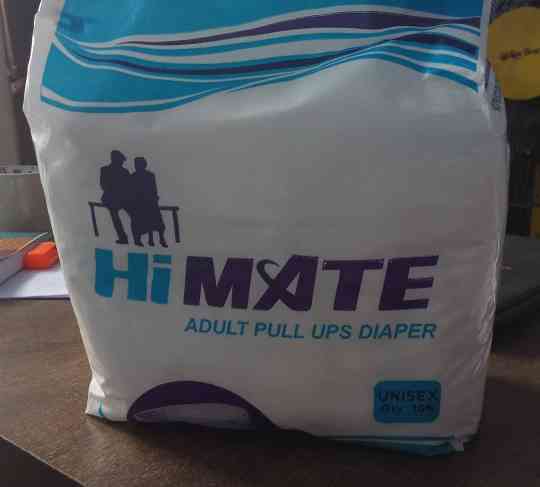 Hi MATE
ADULT PULL UPS DIAPER
UNISEX